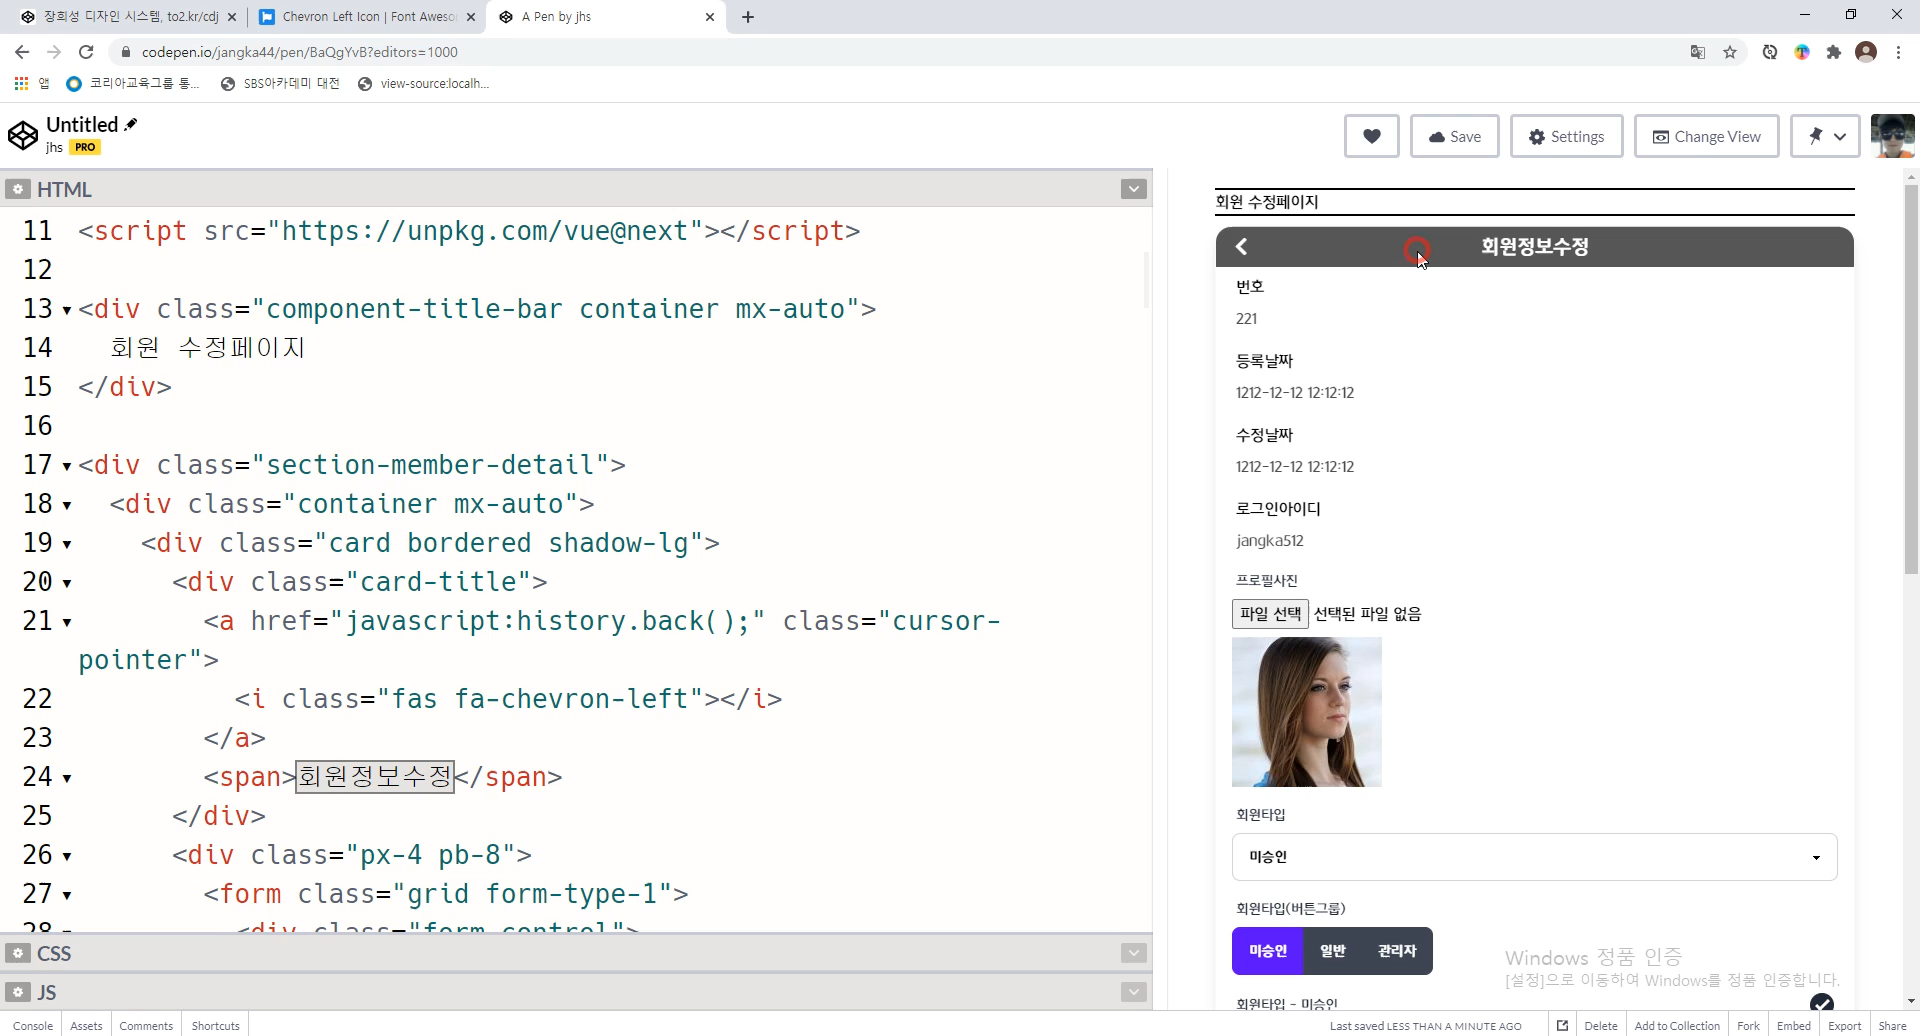 장희성 디자인 시스템, to2.kr/cdj
Chevron Left Icon | Font Aweso
A Pen by jhs
codepen.io/jangka44/pen/BaQgYvB?editors=1000
앱
코리아교육그룹 통...
SBS아카데미 대전
view-source:localh...
Untitled
jhs PRO
Save
Settings
Change View
HTML
11 <script src="https://unpkg.com/vue@next"></script>
12
13 <div class="component-title-bar container mx-auto">
14 회원 수정페이지
15 </div>
16
17 <div class="section-member-detail">
18 <div class="container mx-auto">
19 <div class="card bordered shadow-lg">
20 <div class="card-title">
21 <a href="javascript:history.back();" class="cursor-
pointer">
22 <i class="fas fa-chevron-left"></i>
23 </a>
24 <span>회원정보수정</span>
25 </div>
26 <div class="px-4 pb-8">
27 <form class="grid form-type-1">
28 <div class="form-control">
CSS
JS
회원 수정페이지
회원정보수정
번호
221
등록날짜
1212-12-12 12:12:12
수정날짜
1212-12-12 12:12:12
로그인아이디
jangka512
프로필사진
파일 선택 선택된 파일 없음
회원타입
미승인
회원타입(버튼그룹)
미승인 일반 관리자
회원타입 - 미승인
Windows 정품 인증
[설정]으로 이동하여 Windows를 정품 인증합니다.
Console
Assets
Comments
Shortcuts
Last saved LESS THAN A MINUTE AGO
Delete
Add to Collection
Fork
Embed
Export
Share